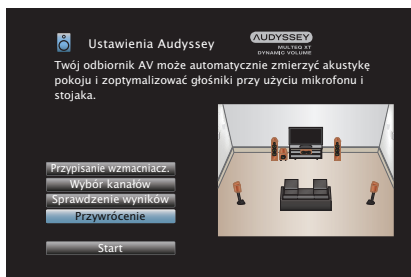 Ustawienia Audyssey
AUDYSSEY
MULTEQ XT
DYNAMIC VOLUME
Twój odbiornik AV może automatycznie zmierzyć akustykę
pokoju i zoptymalizować głośniki przy użyciu mikrofonu i
stojaka.
Przypisanie wzmacniacz.
Wybór kanałów
Sprawdzenie wyników
Przywrócenie
Start